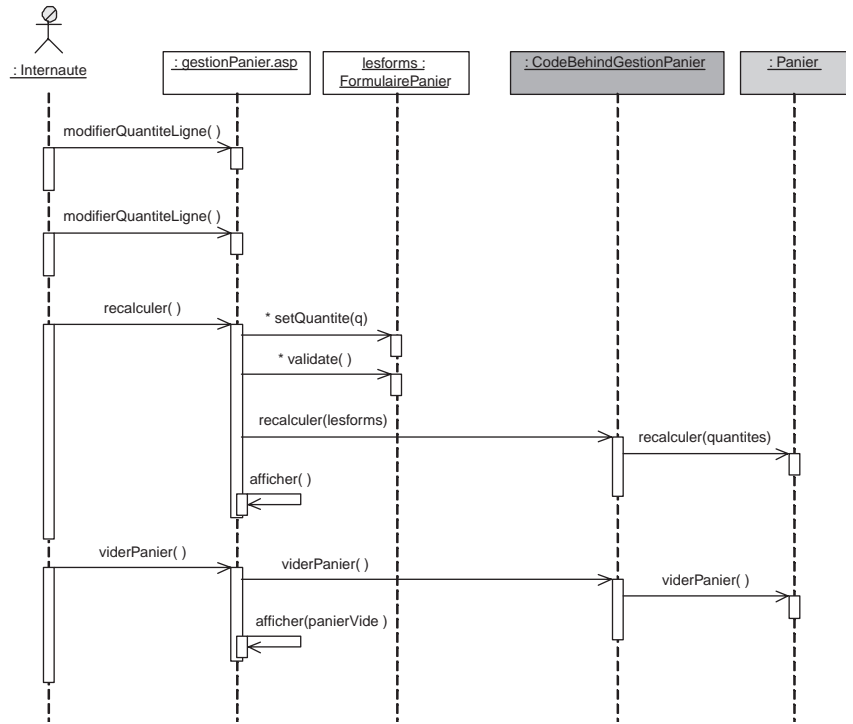 : Internaute
: gestionPanier.asp
lesforms :
FormulairePanier
: CodeBehindGestionPanier
: Panier
modifierQuantiteLigne( )
modifierQuantiteLigne( )
recalculer( )
* setQuantite(q)
* validate( )
recalculer(lesforms)
recalculer(quantites)
afficher( )
viderPanier( )
viderPanier( )
viderPanier( )
afficher(panierVide )